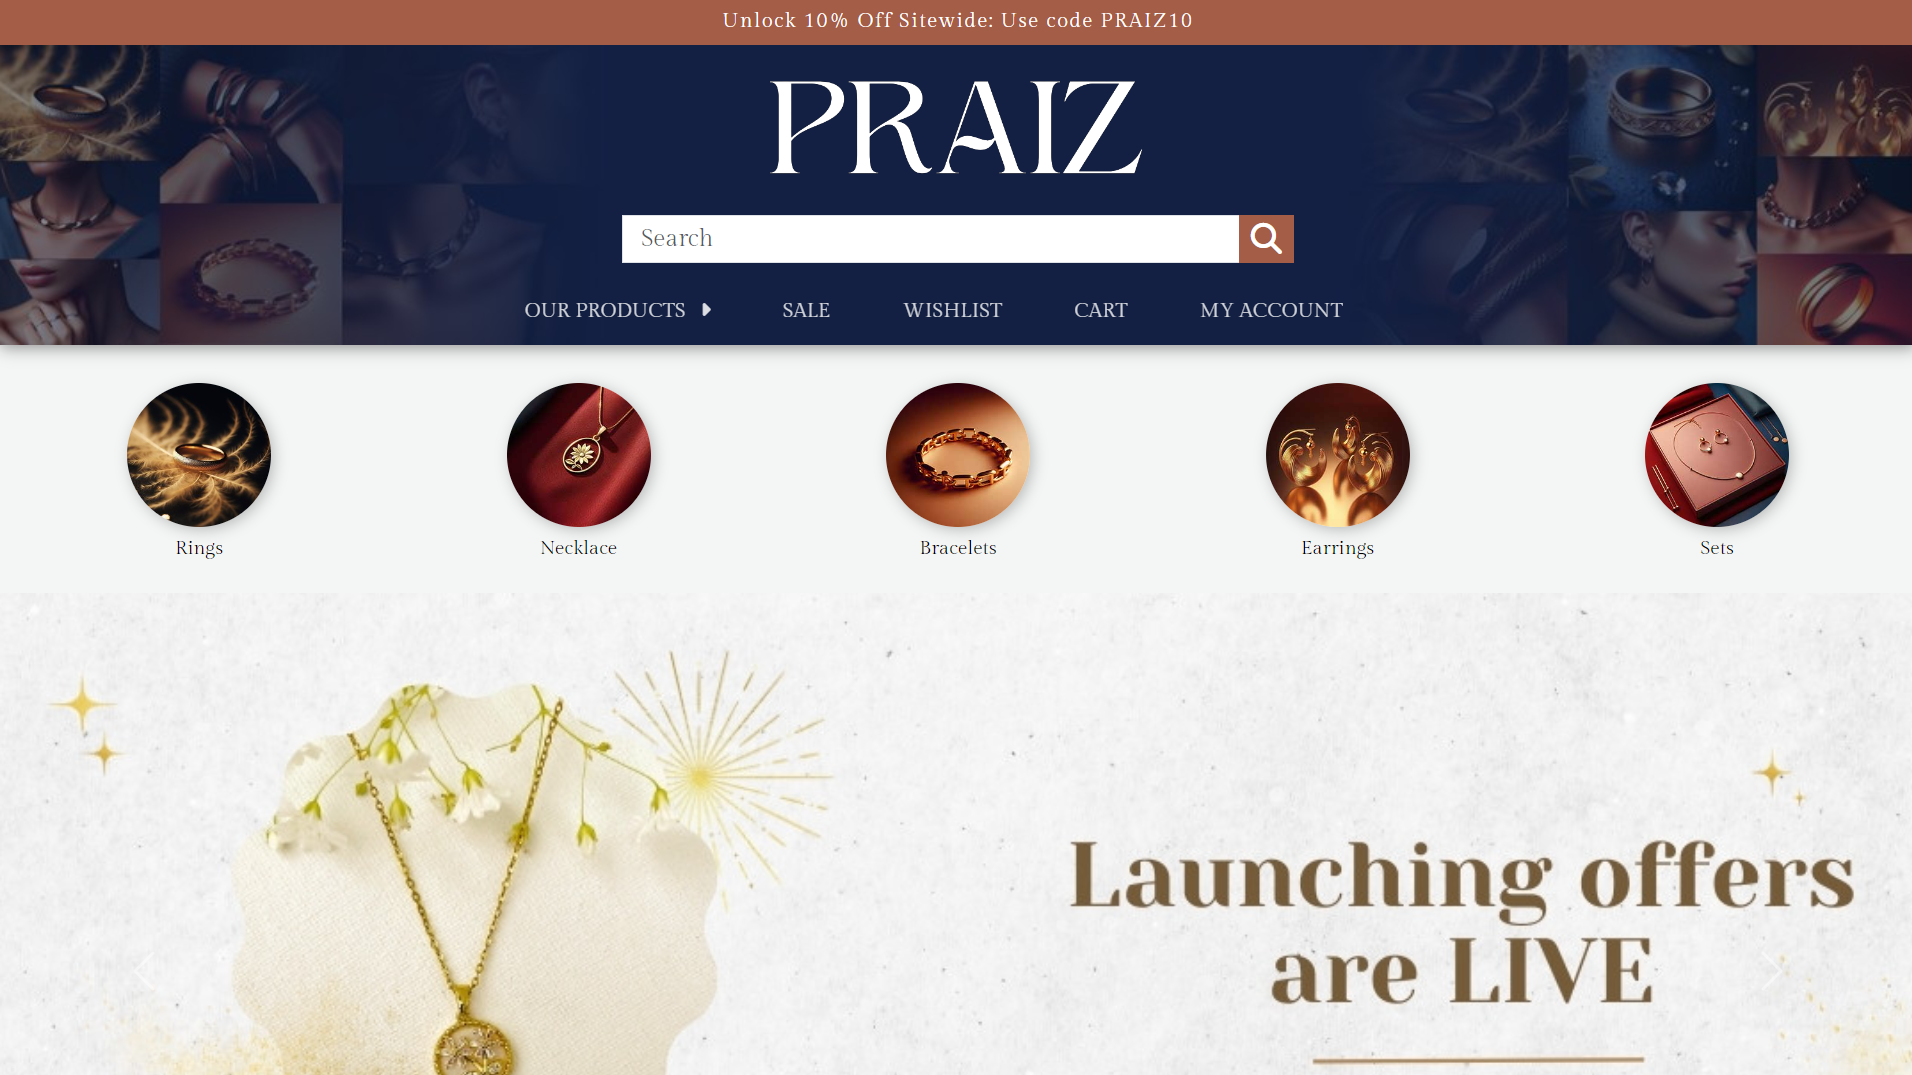 Unlock 10% Off Sitewide: Use code PRAIZ10
PRAIZ
Search
OUR PRODUCTS SALE WISHLIST CART MY ACCOUNT
Rings Necklace Bracelets Earrings Sets
Launching offers
are LIVE